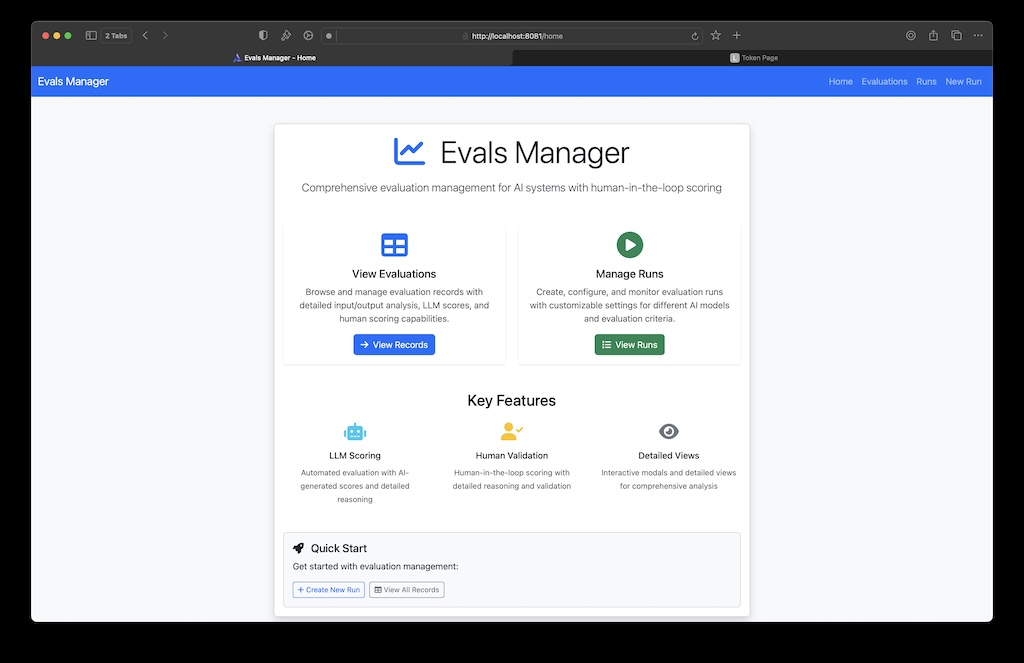 2 Tabs
http://localhost:8081/home
Evals Manager - Home
L Token Page
Evals Manager
Home Evaluations Runs New Run
Evals Manager
Comprehensive evaluation management for AI systems with human-in-the-loop scoring
View Evaluations
Browse and manage evaluation records with
detailed input/output analysis, LLM scores, and
human scoring capabilities.
View Records
Manage Runs
Create, configure, and monitor evaluation runs
with customizable settings for different AI models
and evaluation criteria.
View Runs
Key Features
LLM Scoring
Automated evaluation with AI-
generated scores and detailed
reasoning
Human Validation
Human-in-the-loop scoring with
detailed reasoning and validation
Detailed Views
Interactive modals and detailed views
for comprehensive analysis
Quick Start
Get started with evaluation management:
+ Create New Run
View All Records